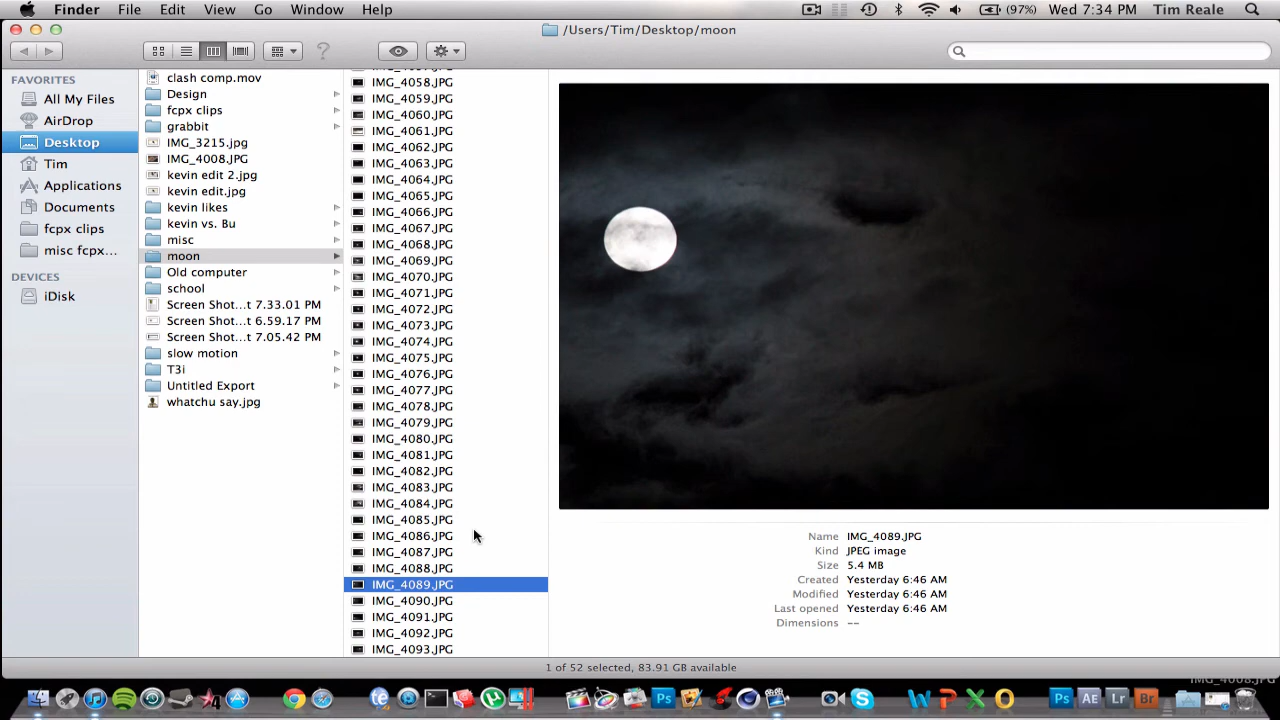 Finder File Edit View Go Window Help (97%) Wed 7:34 PM Tim Reale
/Users/Tim/Desktop/moon
FAVORITES
All My Files
AirDrop
Desktop
Tim
Applications
Documents
fcpx clips
misc fcpx...
DEVICES
iDisk
clash comp.mov
Design
fcpx clips
grabbit
IMG_3215.jpg
IMG_4008.JPG
kevin edit 2.jpg
kevin edit.jpg
kevin likes
kevin vs. Bu
misc
moon
Old computer
school
Screen Shot...t 7.33.01 PM
Screen Shot...t 6.59.17 PM
Screen Shot...t 7.05.42 PM
slow motion
T3i
Untitled Export
whatchu say.jpg
IMG_4058.JPG
IMG_4059.JPG
IMG_4060.JPG
IMG_4061.JPG
IMG_4062.JPG
IMG_4063.JPG
IMG_4064.JPG
IMG_4065.JPG
IMG_4066.JPG
IMG_4067.JPG
IMG_4068.JPG
IMG_4069.JPG
IMG_4070.JPG
IMG_4071.JPG
IMG_4072.JPG
IMG_4073.JPG
IMG_4074.JPG
IMG_4075.JPG
IMG_4076.JPG
IMG_4077.JPG
IMG_4078.JPG
IMG_4079.JPG
IMG_4080.JPG
IMG_4081.JPG
IMG_4082.JPG
IMG_4083.JPG
IMG_4084.JPG
IMG_4085.JPG
IMG_4086.JPG
IMG_4087.JPG
IMG_4088.JPG
IMG_4089.JPG
IMG_4090.JPG
IMG_4091.JPG
IMG_4092.JPG
IMG_4093.JPG
Name IMG_4089.JPG
Kind JPEG image
Size 5.4 MB
Created Yesterday 6:46 AM
Modified Yesterday 6:46 AM
Last opened Yesterday 6:46 AM
Dimensions --
1 of 52 selected, 83.91 GB available
Ps Ps AE Lr Br